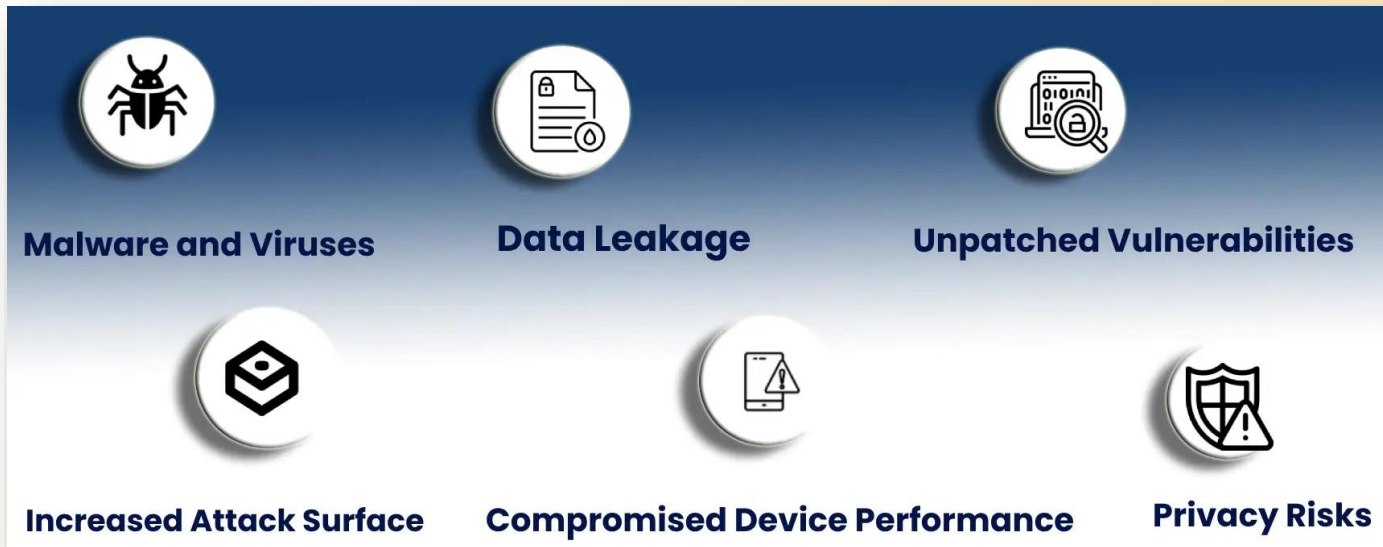 Malware and Viruses
Data Leakage
Unpatched Vulnerabilities
Increased Attack Surface
Compromised Device Performance
Privacy Risks